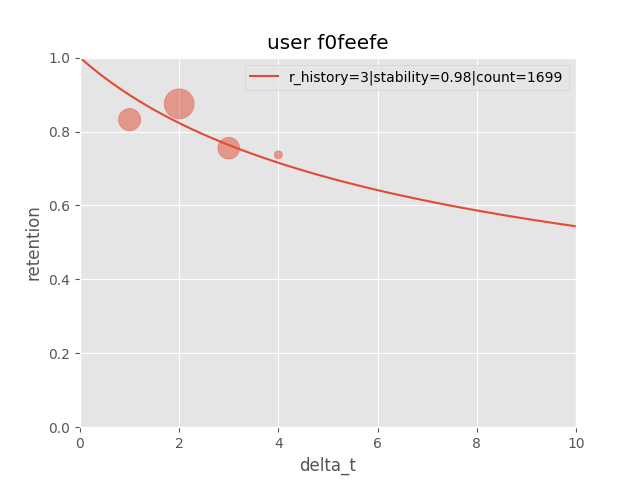 user f0feefe
r_history=3|stability=0.98|count=1699
1.0
0.8
0.6
0.4
0.2
0.0
retention
0 2 4 6 8 10
delta_t